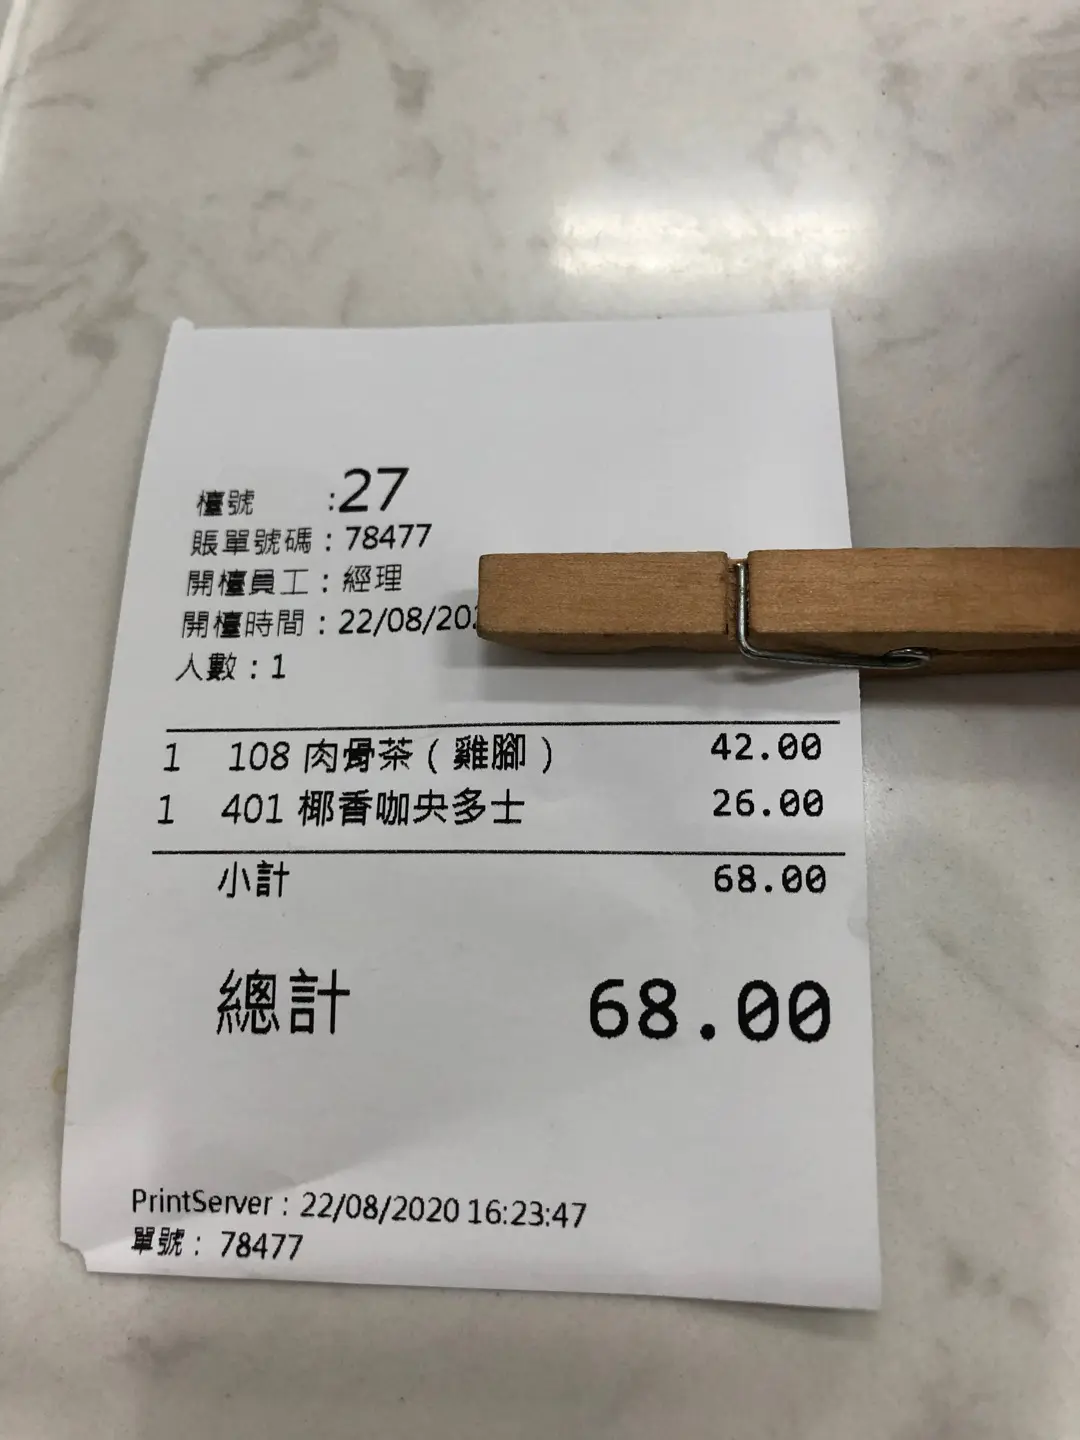 檯號 :27
賬單號碼：78477
開檯員工：經理
開檯時間：22/08/202
人數：1
1 108 肉骨茶（雞腳） 42.00
1 401 椰香咖央多士 26.00
小計 68.00
總計 68.00
PrintServer : 22/08/2020 16:23:47
單號： 78477